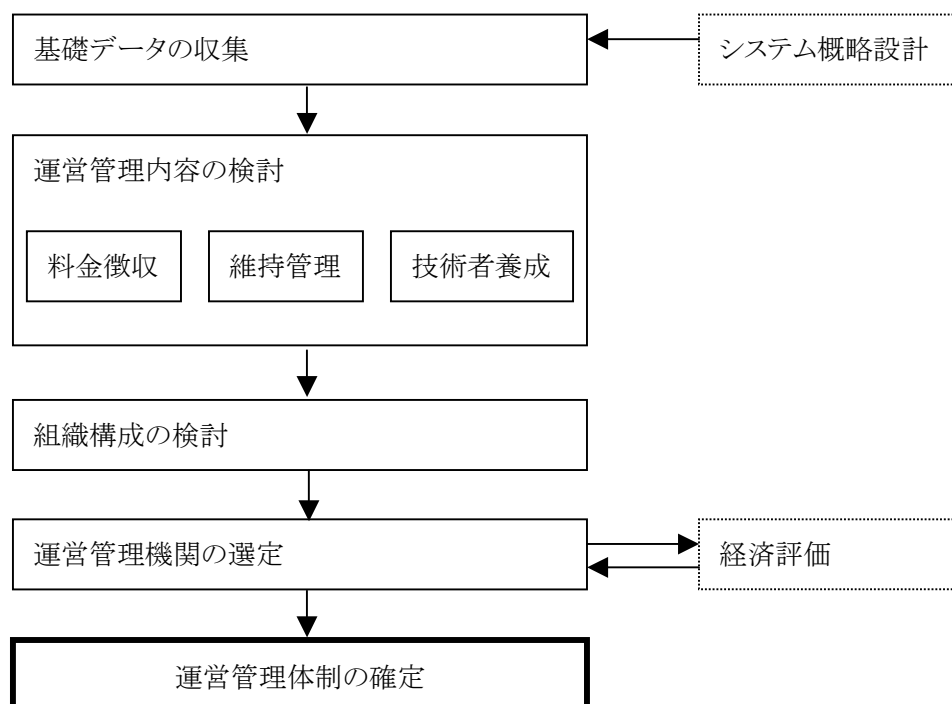 基礎データの収集
システム概略設計
運営管理内容の検討
料金徴収
維持管理
技術者養成
組織構成の検討
運営管理機関の選定
経済評価
運営管理体制の確定